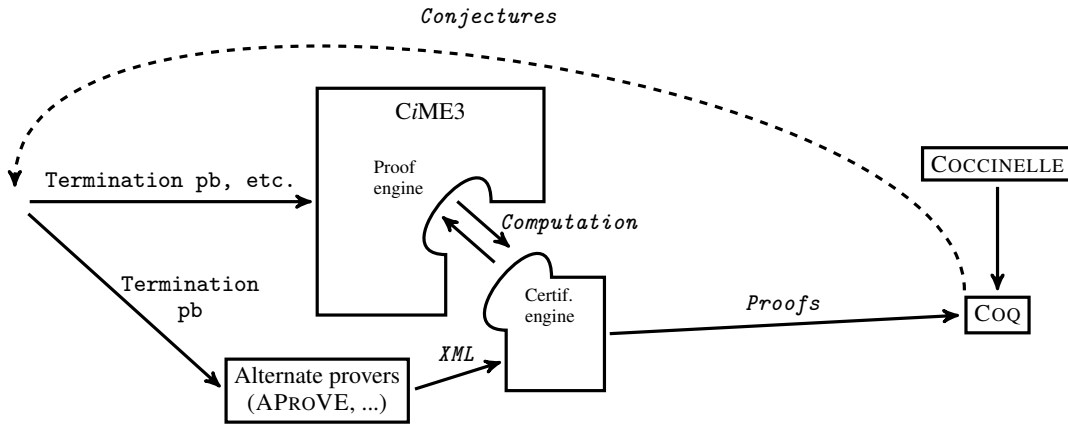 Conjectures
CiME3
Proof
engine
Termination pb, etc.
COCCINELLE
Computation
Termination
pb
Certif.
engine
Proofs
COQ
XML
Alternate provers
(APROVE, ...)